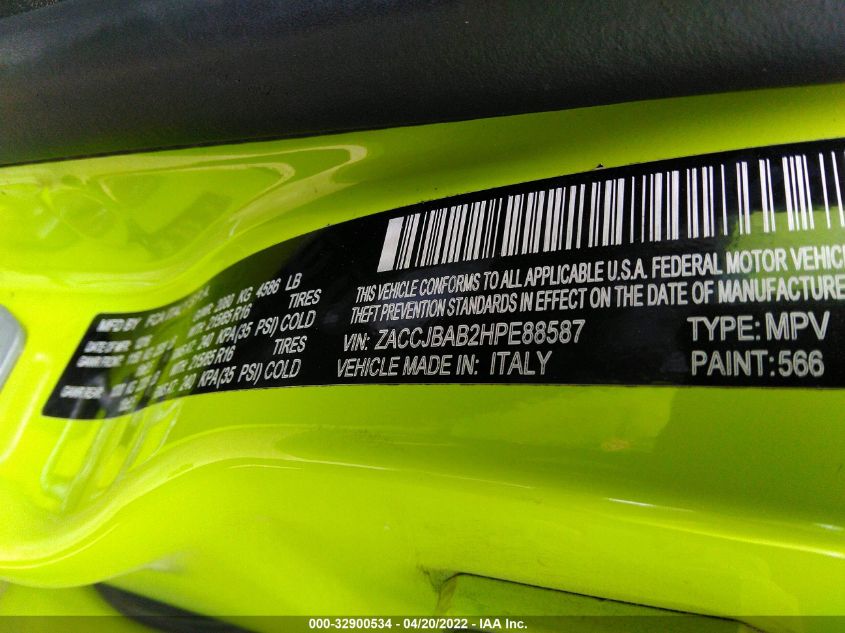 MFD BY
2080 KG 4586 LB
TIRES
215/65 R16
240 KPA(35 PSI) COLD
TIRES
215/65 R16
240 KPA(35 PSI) COLD
THIS VEHICLE CONFORMS TO ALL APPLICABLE U.S.A. FEDERAL MOTOR VEHIC
THEFT PREVENTION STANDARDS IN EFFECT ON THE DATE OF MANUFACTUR
VIN: ZACCJBAB2HPE88587 TYPE: MPV
VEHICLE MADE IN: ITALY PAINT: 566
000-32900534 - 04/20/2022 - IAA Inc.